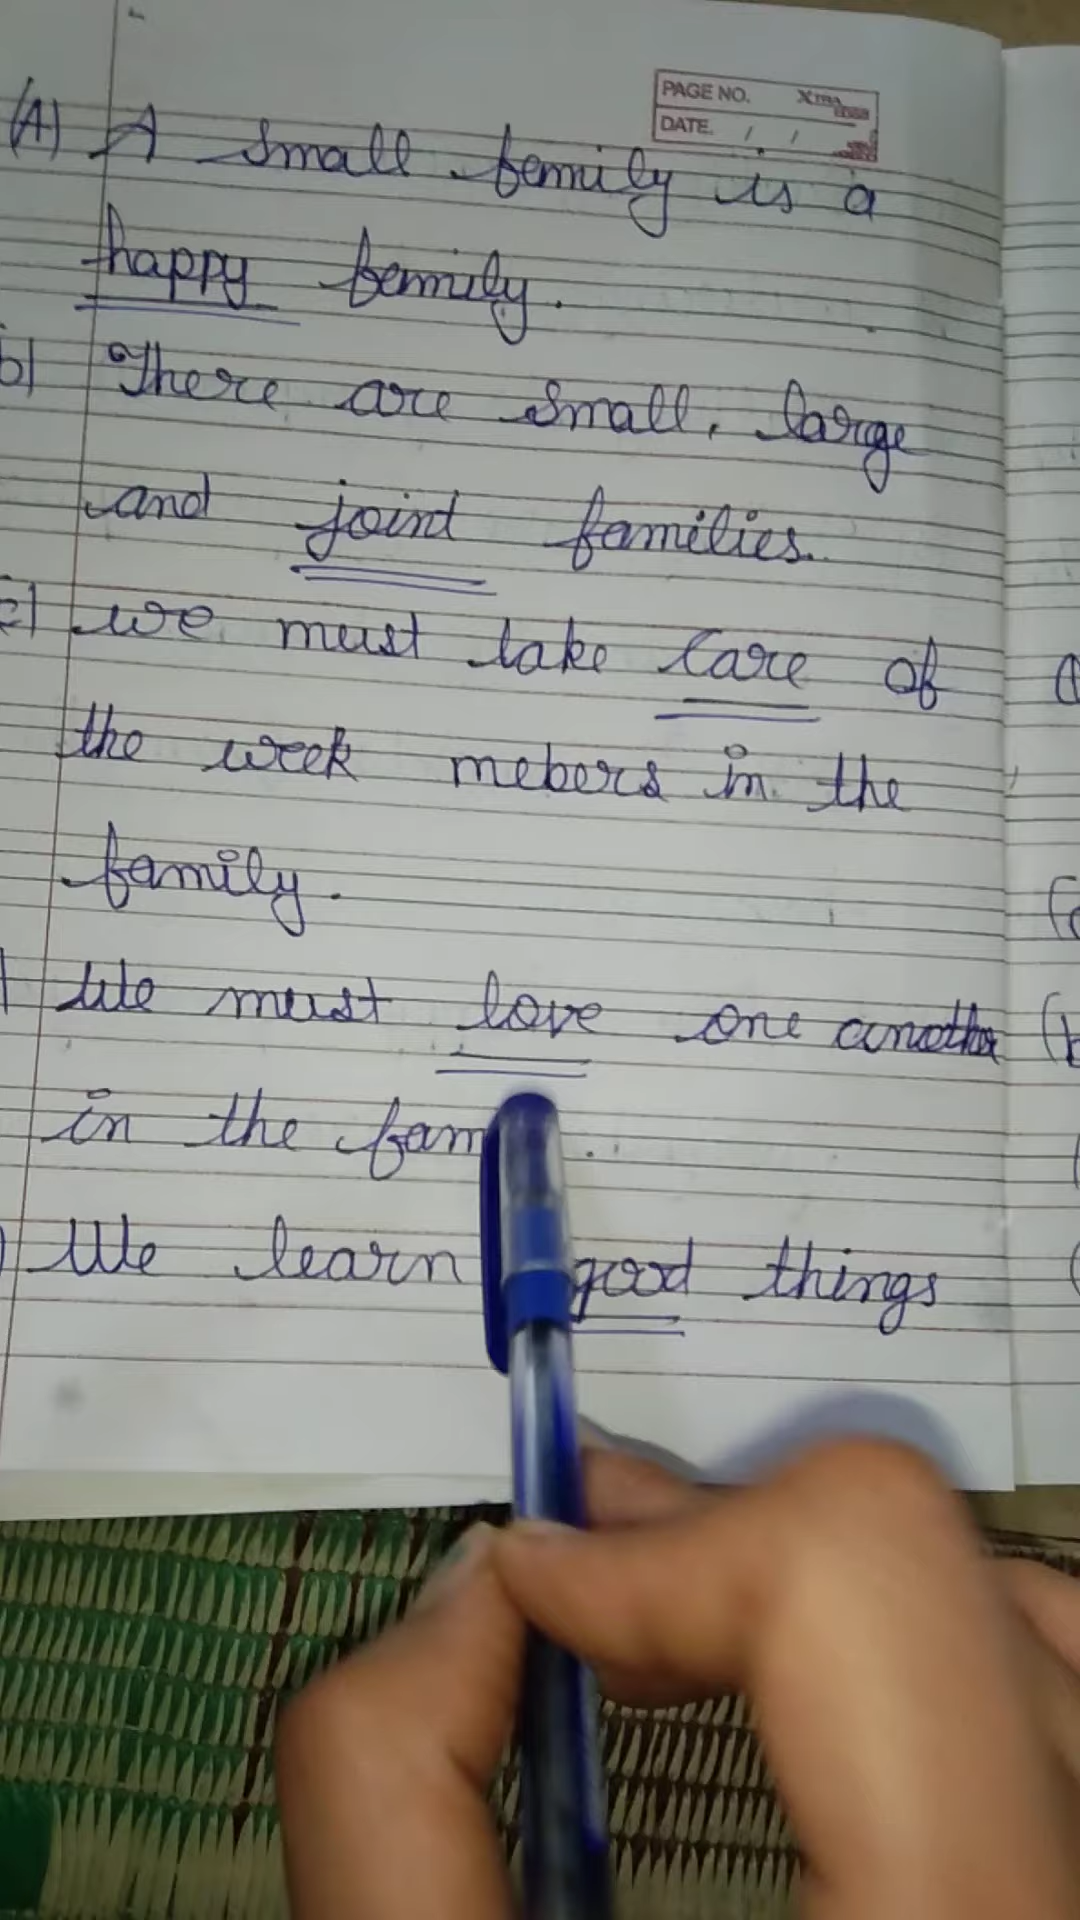 PAGE NO.
DATE. / /
(A) A small femily is a
happy femily.
b) There are small, large
and joint families.
c) we must take care of
the week mebers in the
family.
We must love one another
in the fam
We learn good things